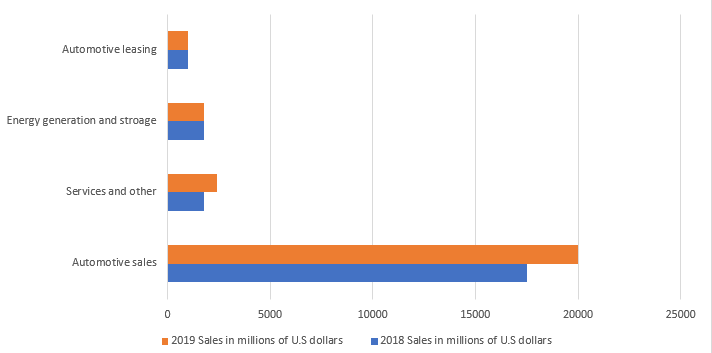 Automotive leasing
Energy generation and stroage
Services and other
Automotive sales
0 5000 10000 15000 20000 25000
2019 Sales in millions of U.S dollars 2018 Sales in millions of U.S dollars